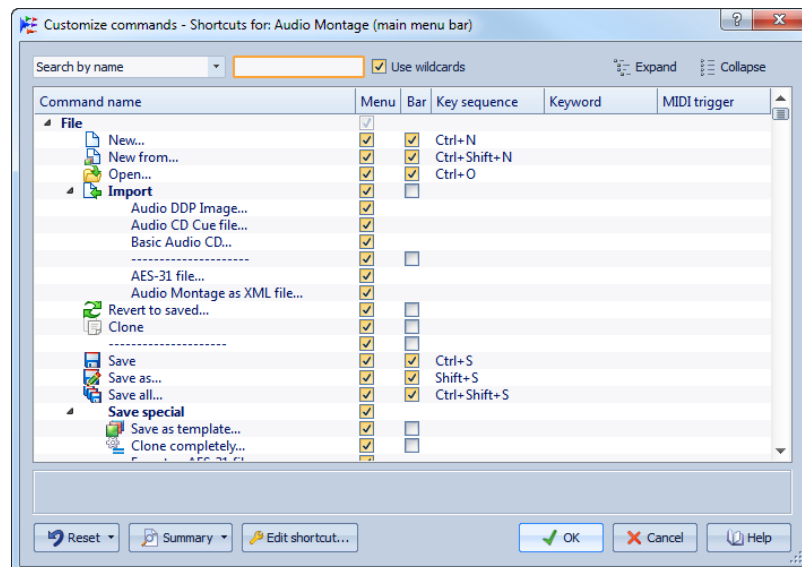 Customize commands - Shortcuts for: Audio Montage (main menu bar)
Search by name Use wildcards Expand Collapse
Command name Menu Bar Key sequence Keyword MIDI trigger
File
New... Ctrl+N
New from... Ctrl+Shift+N
Open... Ctrl+O
Import
Audio DDP Image...
Audio CD Cue file...
Basic Audio CD...
---------------------
AES-31 file...
Audio Montage as XML file...
Revert to saved...
Clone
---------------------
Save Ctrl+S
Save as... Shift+S
Save all... Ctrl+Shift+S
Save special
Save as template...
Clone completely...
Reset Summary Edit shortcut... OK Cancel Help